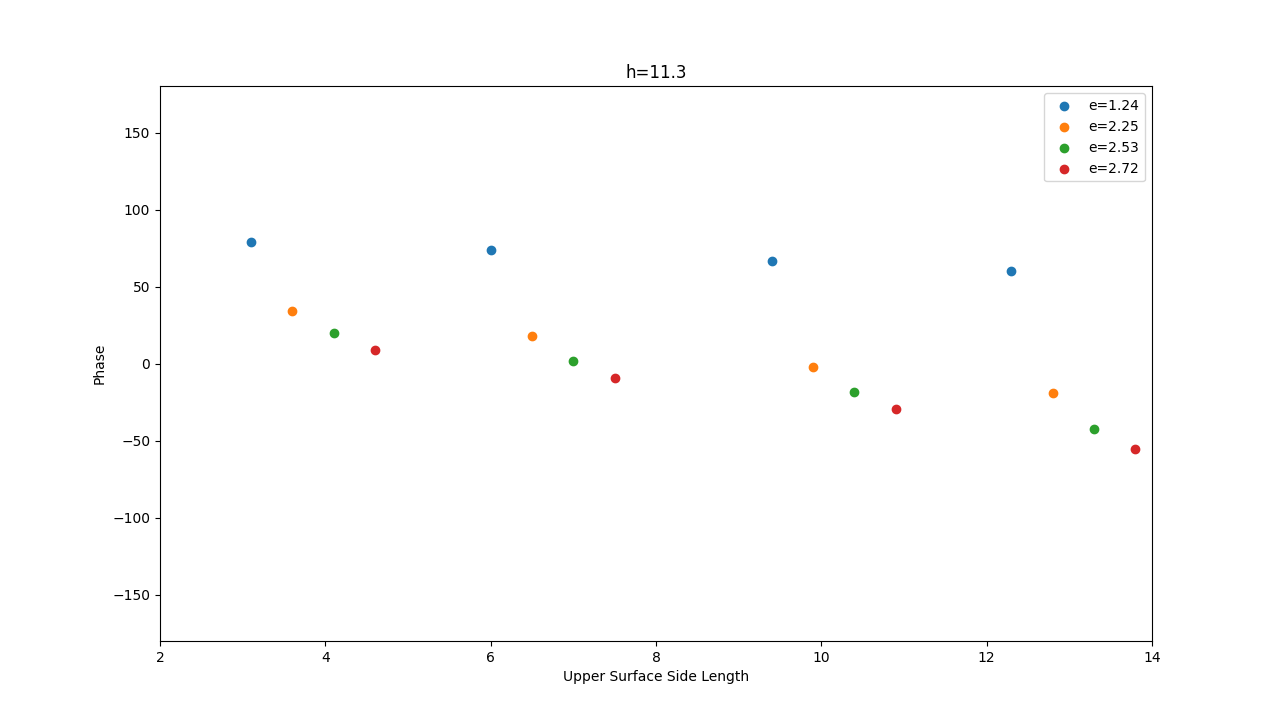 h=11.3
e=1.24
e=2.25
e=2.53
e=2.72
150
100
50
0
−50
−100
−150
Phase
2 4 6 8 10 12 14
Upper Surface Side Length